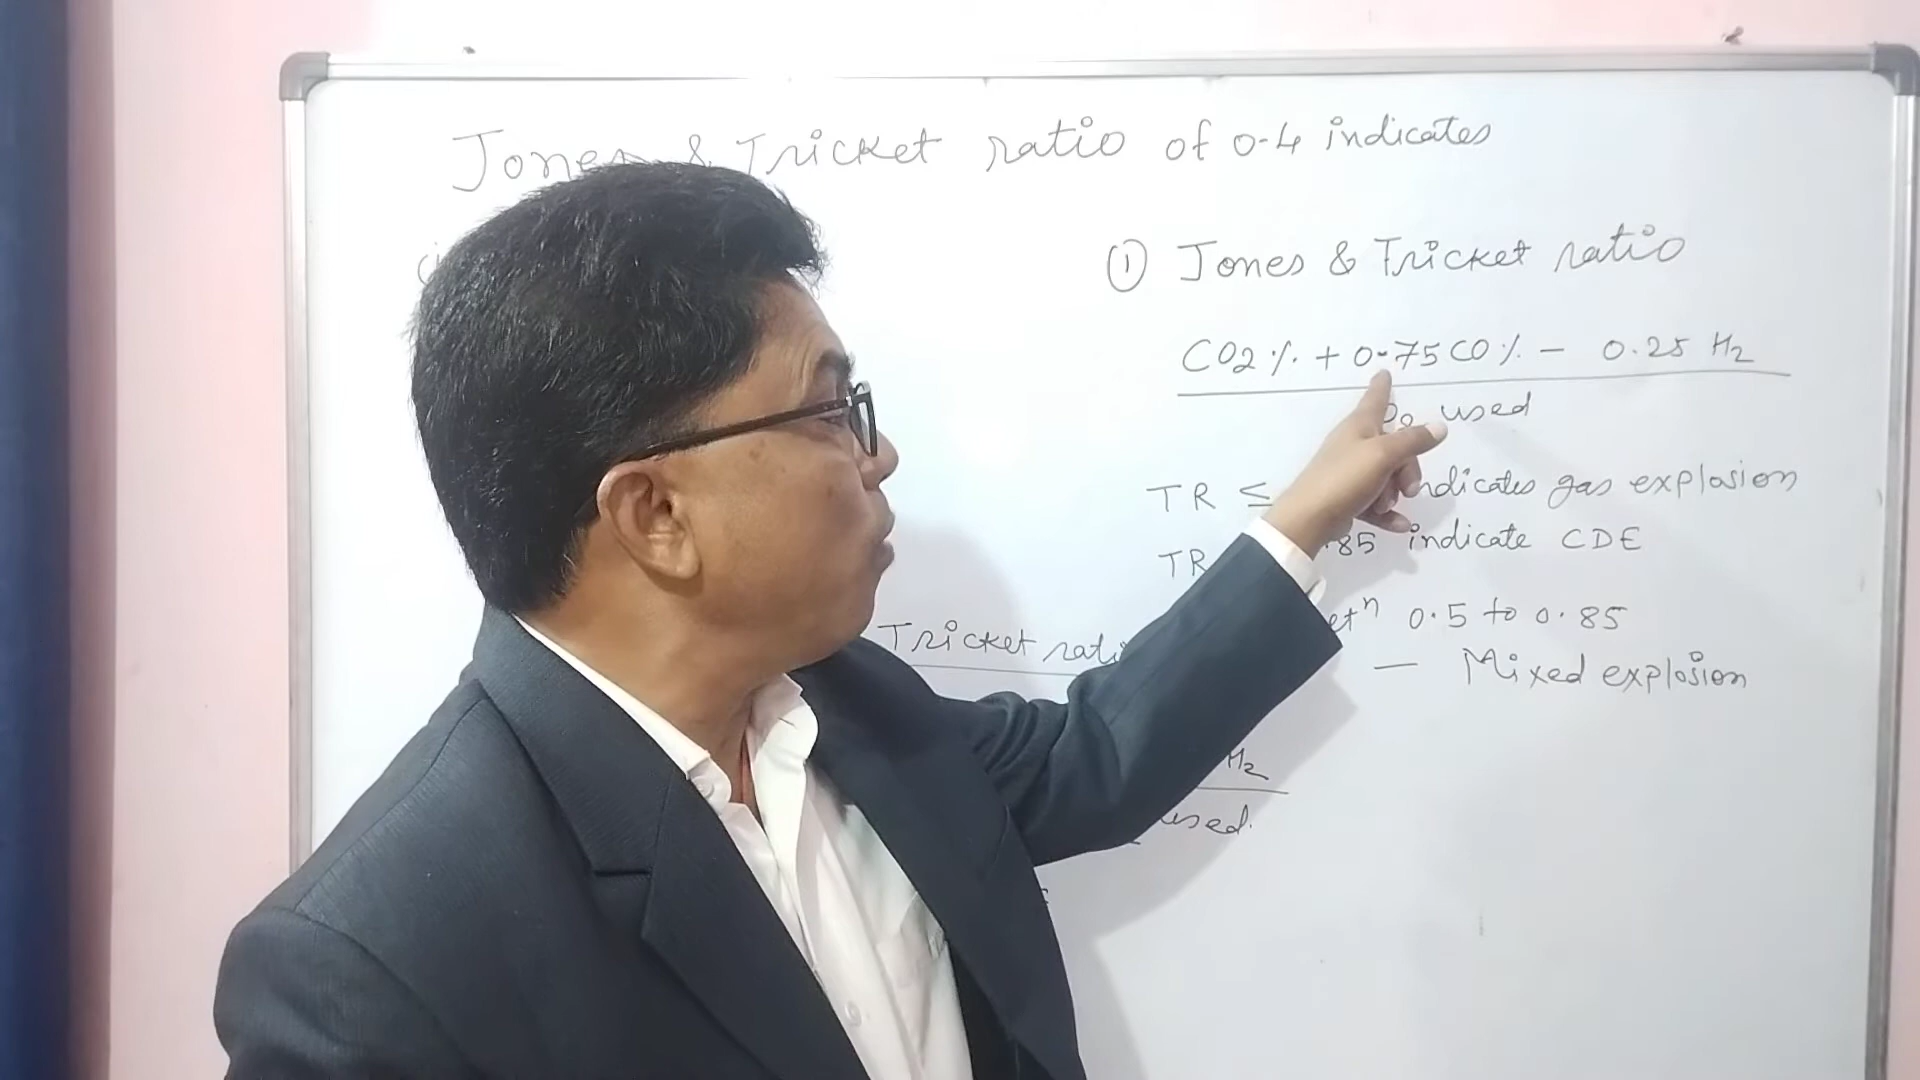 Jones & Tricket ratio of 0.4 indicates
① Jones & Tricket ratio
CO2 % + 0.75 CO % - 0.25 H2
used
TR ≤ indicates gas explosion
TR .85 indicate CDE
0.5 to 0.85
— Mixed explosion
Tricket
H2
used.